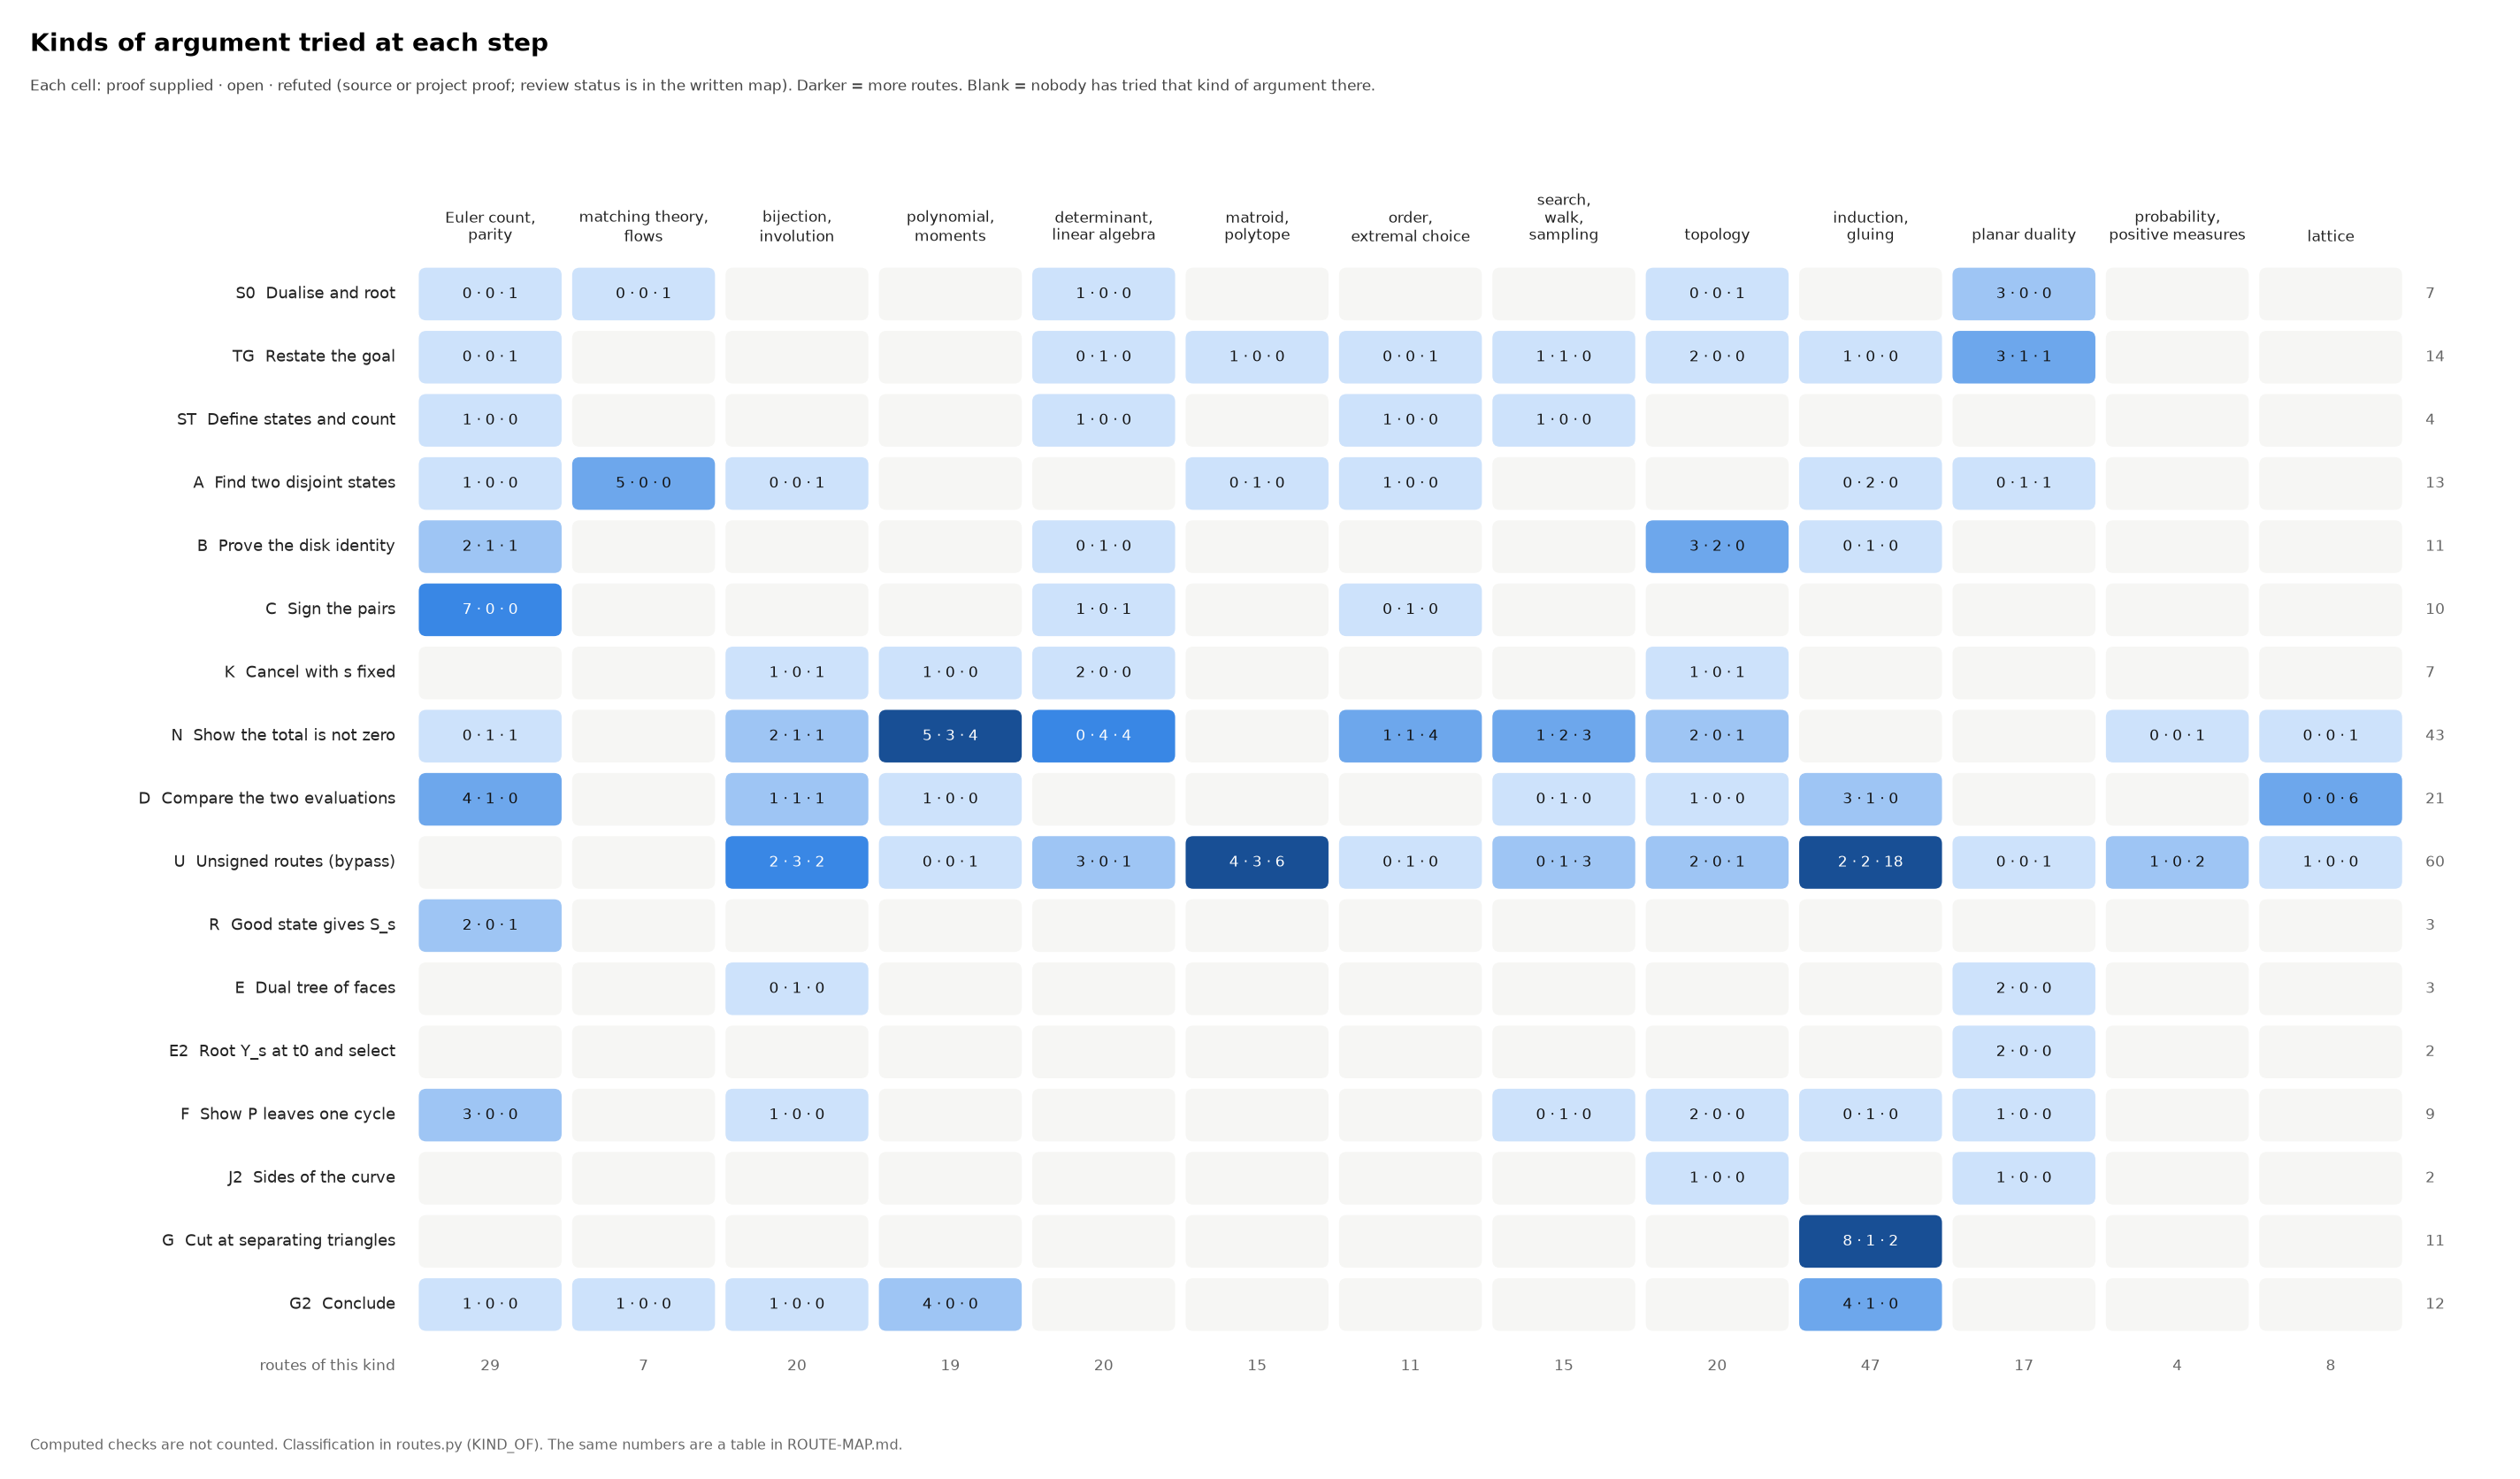 Kinds of argument tried at each step
Each cell: proof supplied · open · refuted (source or project proof; review status is in the written map). Darker = more routes. Blank = nobody has tried that kind of argument there.
Euler count, parity
matching theory, flows
bijection, involution
polynomial, moments
determinant, linear algebra
matroid, polytope
order, extremal choice
search, walk, sampling
topology
induction, gluing
planar duality
probability, positive measures
lattice
S0 Dualise and root 0 · 0 · 1 0 · 0 · 1 1 · 0 · 0 0 · 0 · 1 3 · 0 · 0 7
TG Restate the goal 0 · 0 · 1 0 · 1 · 0 1 · 0 · 0 0 · 0 · 1 1 · 1 · 0 2 · 0 · 0 1 · 0 · 0 3 · 1 · 1 14
ST Define states and count 1 · 0 · 0 1 · 0 · 0 1 · 0 · 0 1 · 0 · 0 4
A Find two disjoint states 1 · 0 · 0 5 · 0 · 0 0 · 0 · 1 0 · 1 · 0 1 · 0 · 0 0 · 2 · 0 0 · 1 · 1 13
B Prove the disk identity 2 · 1 · 1 0 · 1 · 0 3 · 2 · 0 0 · 1 · 0 11
C Sign the pairs 7 · 0 · 0 1 · 0 · 1 0 · 1 · 0 10
K Cancel with s fixed 1 · 0 · 1 1 · 0 · 0 2 · 0 · 0 1 · 0 · 1 7
N Show the total is not zero 0 · 1 · 1 2 · 1 · 1 5 · 3 · 4 0 · 4 · 4 1 · 1 · 4 1 · 2 · 3 2 · 0 · 1 0 · 0 · 1 0 · 0 · 1 43
D Compare the two evaluations 4 · 1 · 0 1 · 1 · 1 1 · 0 · 0 0 · 1 · 0 1 · 0 · 0 3 · 1 · 0 0 · 0 · 6 21
U Unsigned routes (bypass) 2 · 3 · 2 0 · 0 · 1 3 · 0 · 1 4 · 3 · 6 0 · 1 · 0 0 · 1 · 3 2 · 0 · 1 2 · 2 · 18 0 · 0 · 1 1 · 0 · 2 1 · 0 · 0 60
R Good state gives S_s 2 · 0 · 1 3
E Dual tree of faces 0 · 1 · 0 2 · 0 · 0 3
E2 Root Y_s at t0 and select 2 · 0 · 0 2
F Show P leaves one cycle 3 · 0 · 0 1 · 0 · 0 0 · 1 · 0 2 · 0 · 0 0 · 1 · 0 1 · 0 · 0 9
J2 Sides of the curve 1 · 0 · 0 1 · 0 · 0 2
G Cut at separating triangles 8 · 1 · 2 11
G2 Conclude 1 · 0 · 0 1 · 0 · 0 1 · 0 · 0 4 · 0 · 0 4 · 1 · 0 12
routes of this kind 29 7 20 19 20 15 11 15 20 47 17 4 8
Computed checks are not counted. Classification in routes.py (KIND_OF). The same numbers are a table in ROUTE-MAP.md.